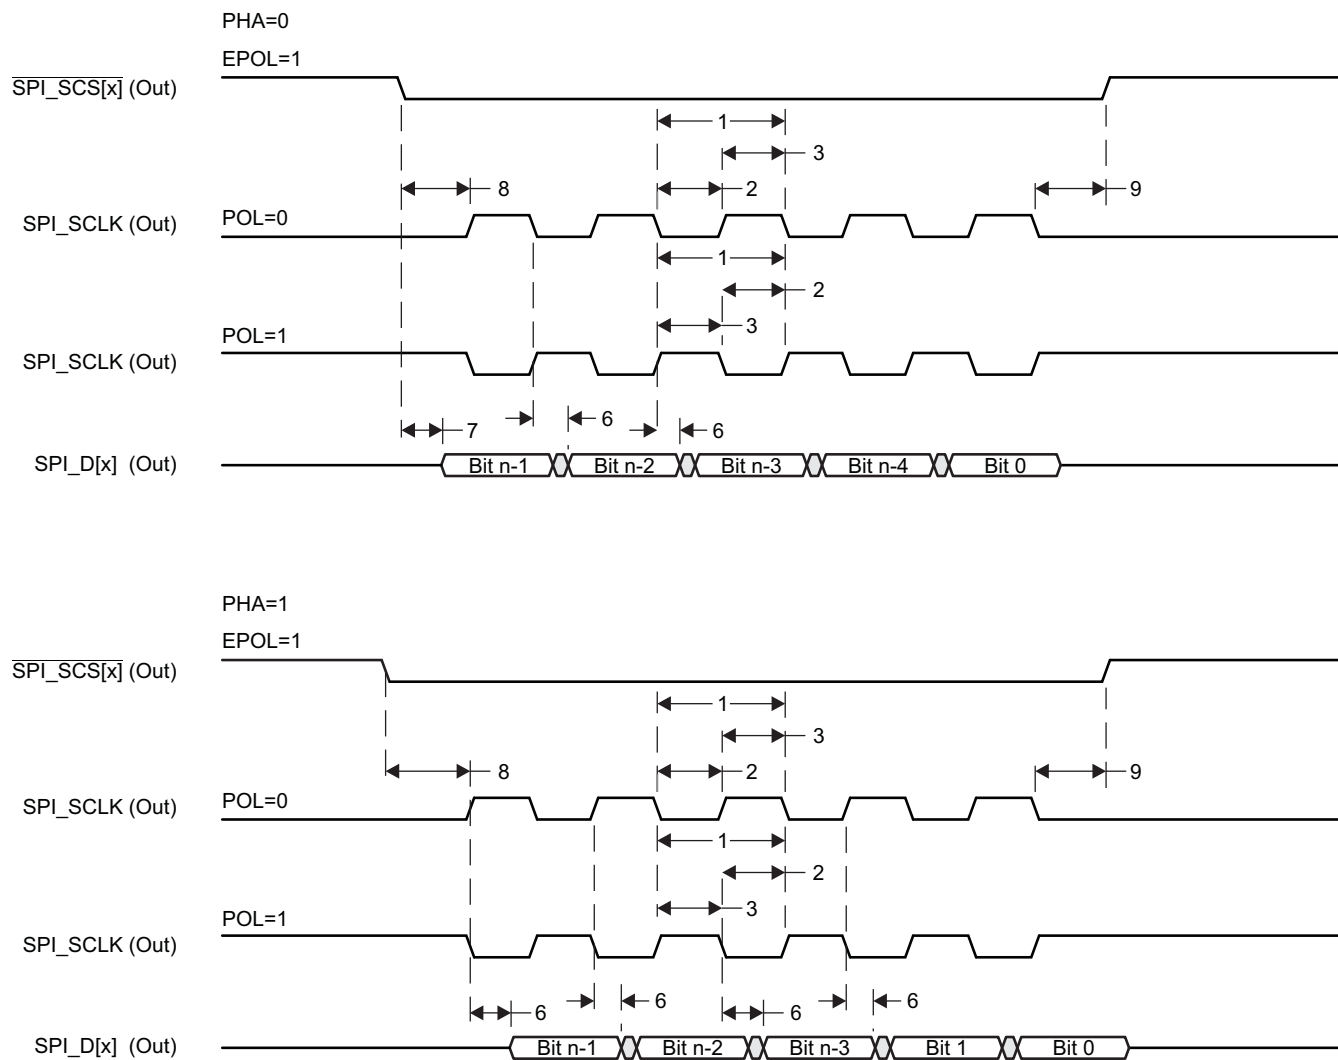 PHA=0
EPOL=1
SPI_SCS[x] (Out)
1
3
8
2
9
SPI_SCLK (Out)
POL=0
1
2
3
POL=1
SPI_SCLK (Out)
6
7
6
SPI_D[x] (Out)
Bit n-1
Bit n-2
Bit n-3
Bit n-4
Bit 0
PHA=1
EPOL=1
SPI_SCS[x] (Out)
1
3
8
2
9
SPI_SCLK (Out)
POL=0
1
2
3
POL=1
SPI_SCLK (Out)
6
6
6
6
SPI_D[x] (Out)
Bit n-1
Bit n-2
Bit n-3
Bit 1
Bit 0